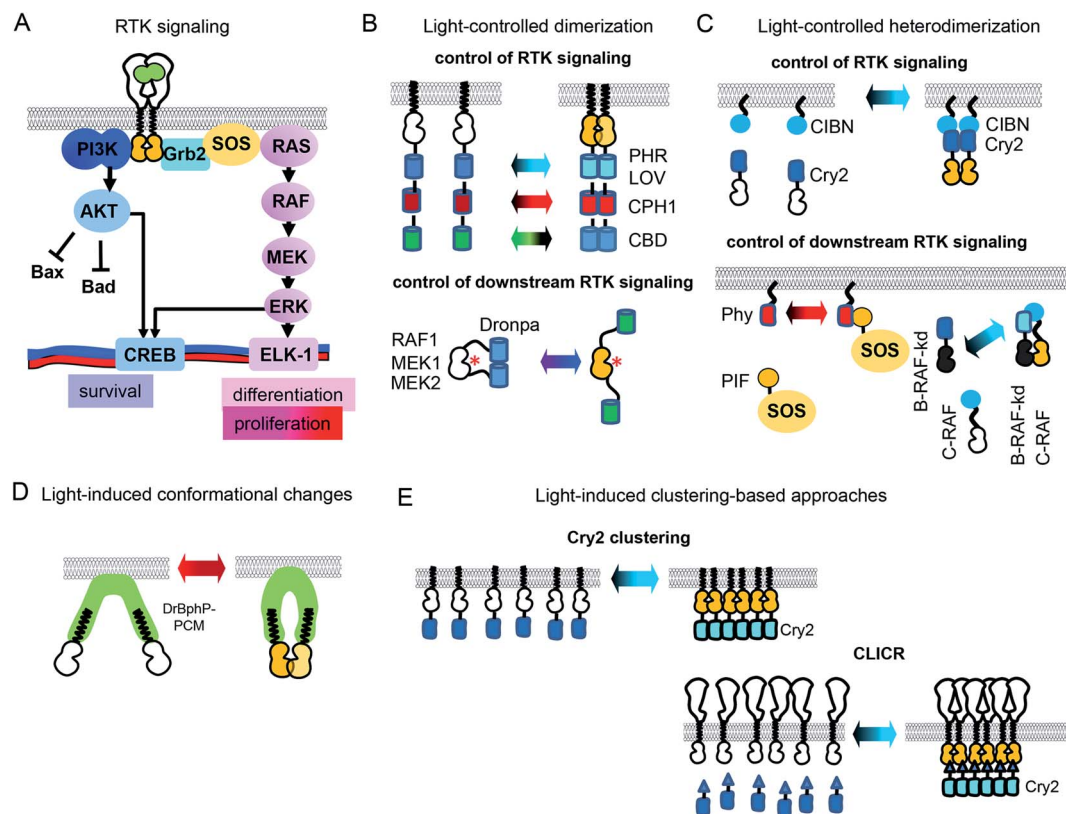 A
RTK signaling
PI3K
Grb2
SOS
RAS
AKT
RAF
Bax
Bad
MEK
ERK
CREB
ELK-1
survival
differentiation
proliferation
B
Light-controlled dimerization
control of RTK signaling
PHR
LOV
CPH1
CBD
control of downstream RTK signaling
RAF1
MEK1
MEK2
Dronpa
*
*
C
Light-controlled heterodimerization
control of RTK signaling
CIBN
Cry2
CIBN
Cry2
control of downstream RTK signaling
Phy
SOS
PIF
SOS
B-RAF-kd
C-RAF
B-RAF-kd
C-RAF
D
Light-induced conformational changes
DrBphP-
PCM
E
Light-induced clustering-based approaches
Cry2 clustering
Cry2
CLICR
Cry2